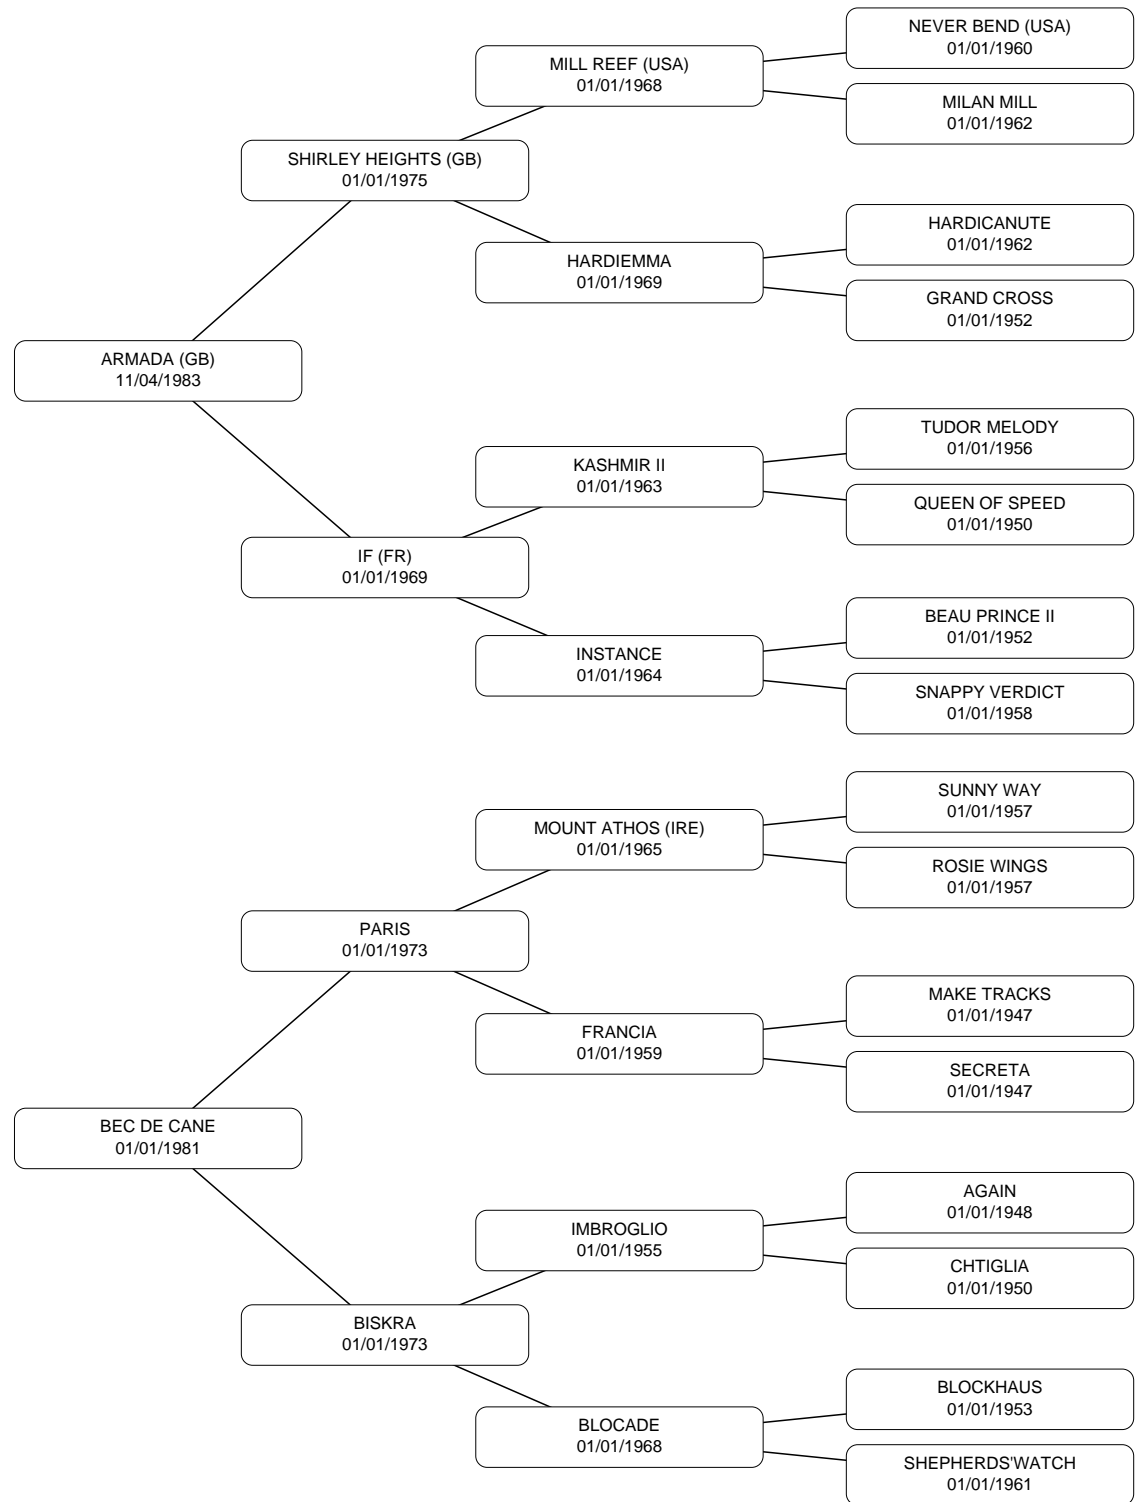 NEVER BEND (USA)
01/01/1960
MILL REEF (USA)
01/01/1968
MILAN MILL
01/01/1962
SHIRLEY HEIGHTS (GB)
01/01/1975
HARDICANUTE
01/01/1962
HARDIEMMA
01/01/1969
GRAND CROSS
01/01/1952
ARMADA (GB)
11/04/1983
TUDOR MELODY
01/01/1956
KASHMIR II
01/01/1963
QUEEN OF SPEED
01/01/1950
IF (FR)
01/01/1969
BEAU PRINCE II
01/01/1952
INSTANCE
01/01/1964
SNAPPY VERDICT
01/01/1958
SUNNY WAY
01/01/1957
MOUNT ATHOS (IRE)
01/01/1965
ROSIE WINGS
01/01/1957
PARIS
01/01/1973
MAKE TRACKS
01/01/1947
FRANCIA
01/01/1959
SECRETA
01/01/1947
BEC DE CANE
01/01/1981
AGAIN
01/01/1948
IMBROGLIO
01/01/1955
CHTIGLIA
01/01/1950
BISKRA
01/01/1973
BLOCKHAUS
01/01/1953
BLOCADE
01/01/1968
SHEPHERDS'WATCH
01/01/1961